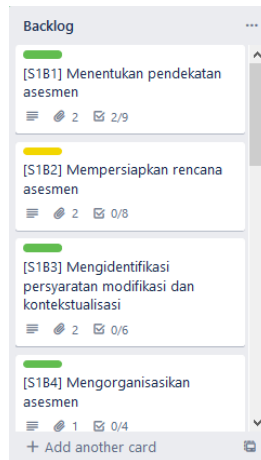 Backlog ...
[S1B1] Menentukan pendekatan
asesmen
2 2/9
[S1B2] Mempersiapkan rencana
asesmen
2 0/8
[S1B3] Mengidentifikasi
persyaratan modifikasi dan
kontekstualisasi
2 0/6
[S1B4] Mengorganisasikan
asesmen
1 0/4
+ Add another card